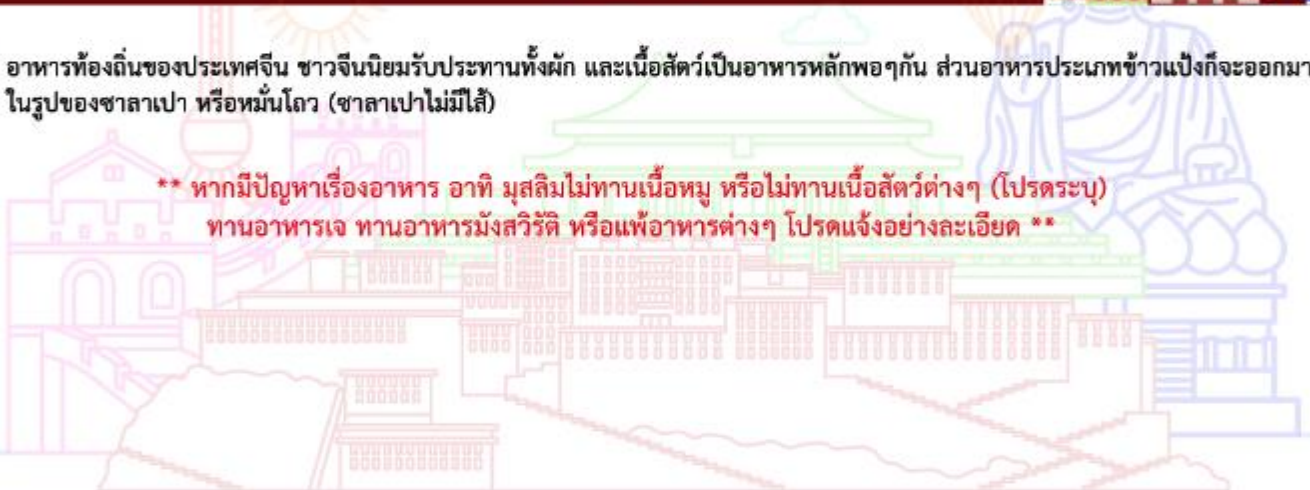 อาหารท้องถิ่นของประเทศจีน ชาวจีนนิยมรับประทานทั้งผัก และเนื้อสัตว์เป็นอาหารหลักพอๆกัน ส่วนอาหารประเภทข้าวแป้งก็จะออกมา
ในรูปของซาลาเปา หรือหมั่นโถว (ซาลาเปาไม่มีไส้)
** หากมีปัญหาเรื่องอาหาร อาทิ มุสลิมไม่ทานเนื้อหมู หรือไม่ทานเนื้อสัตว์ต่างๆ (โปรดระบุ)
ทานอาหารเจ ทานอาหารมังสวิรัติ หรือแพ้อาหารต่างๆ โปรดแจ้งอย่างละเอียด **